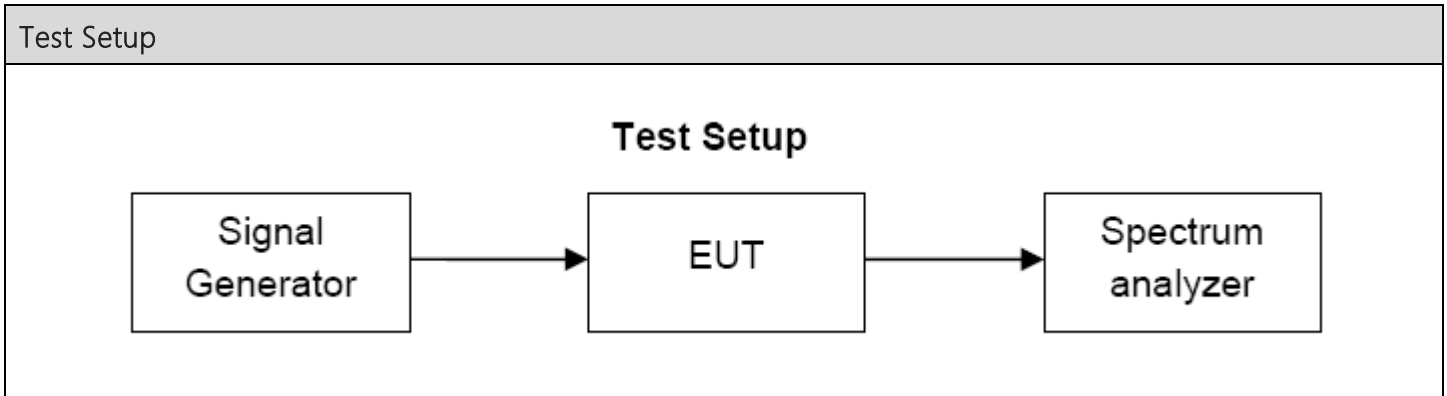 Test Setup
Test Setup
Signal
Generator
EUT
Spectrum
analyzer